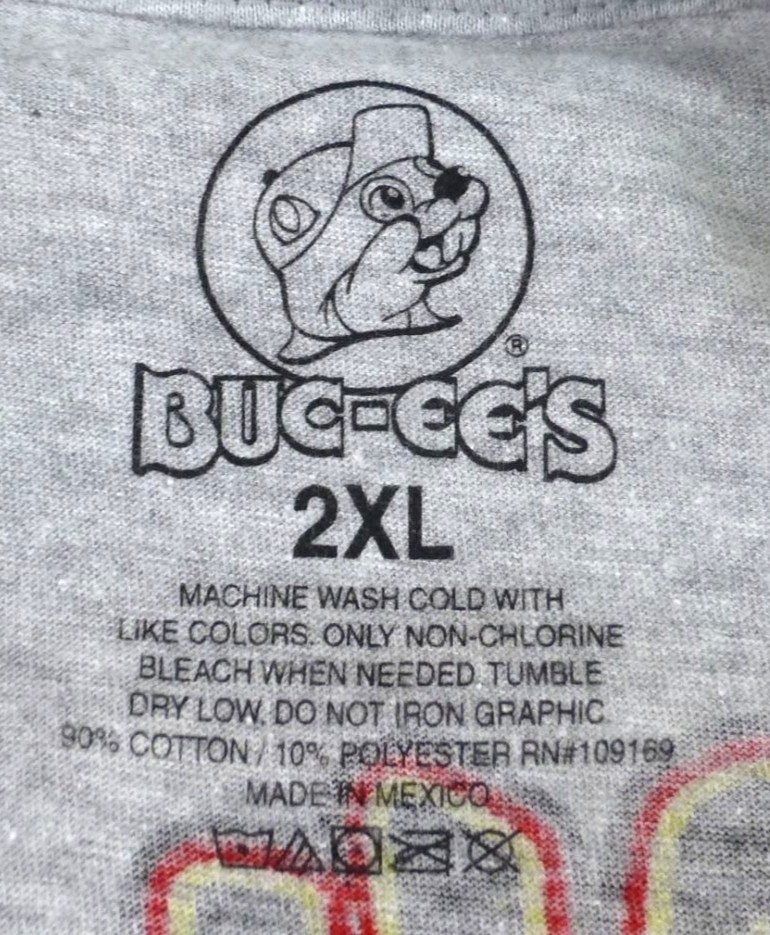 ®
BUC-EE'S
2XL
MACHINE WASH COLD WITH
LIKE COLORS. ONLY NON-CHLORINE
BLEACH WHEN NEEDED. TUMBLE
DRY LOW. DO NOT IRON GRAPHIC
90% COTTON / 10% POLYESTER RN#109169
MADE IN MEXICO